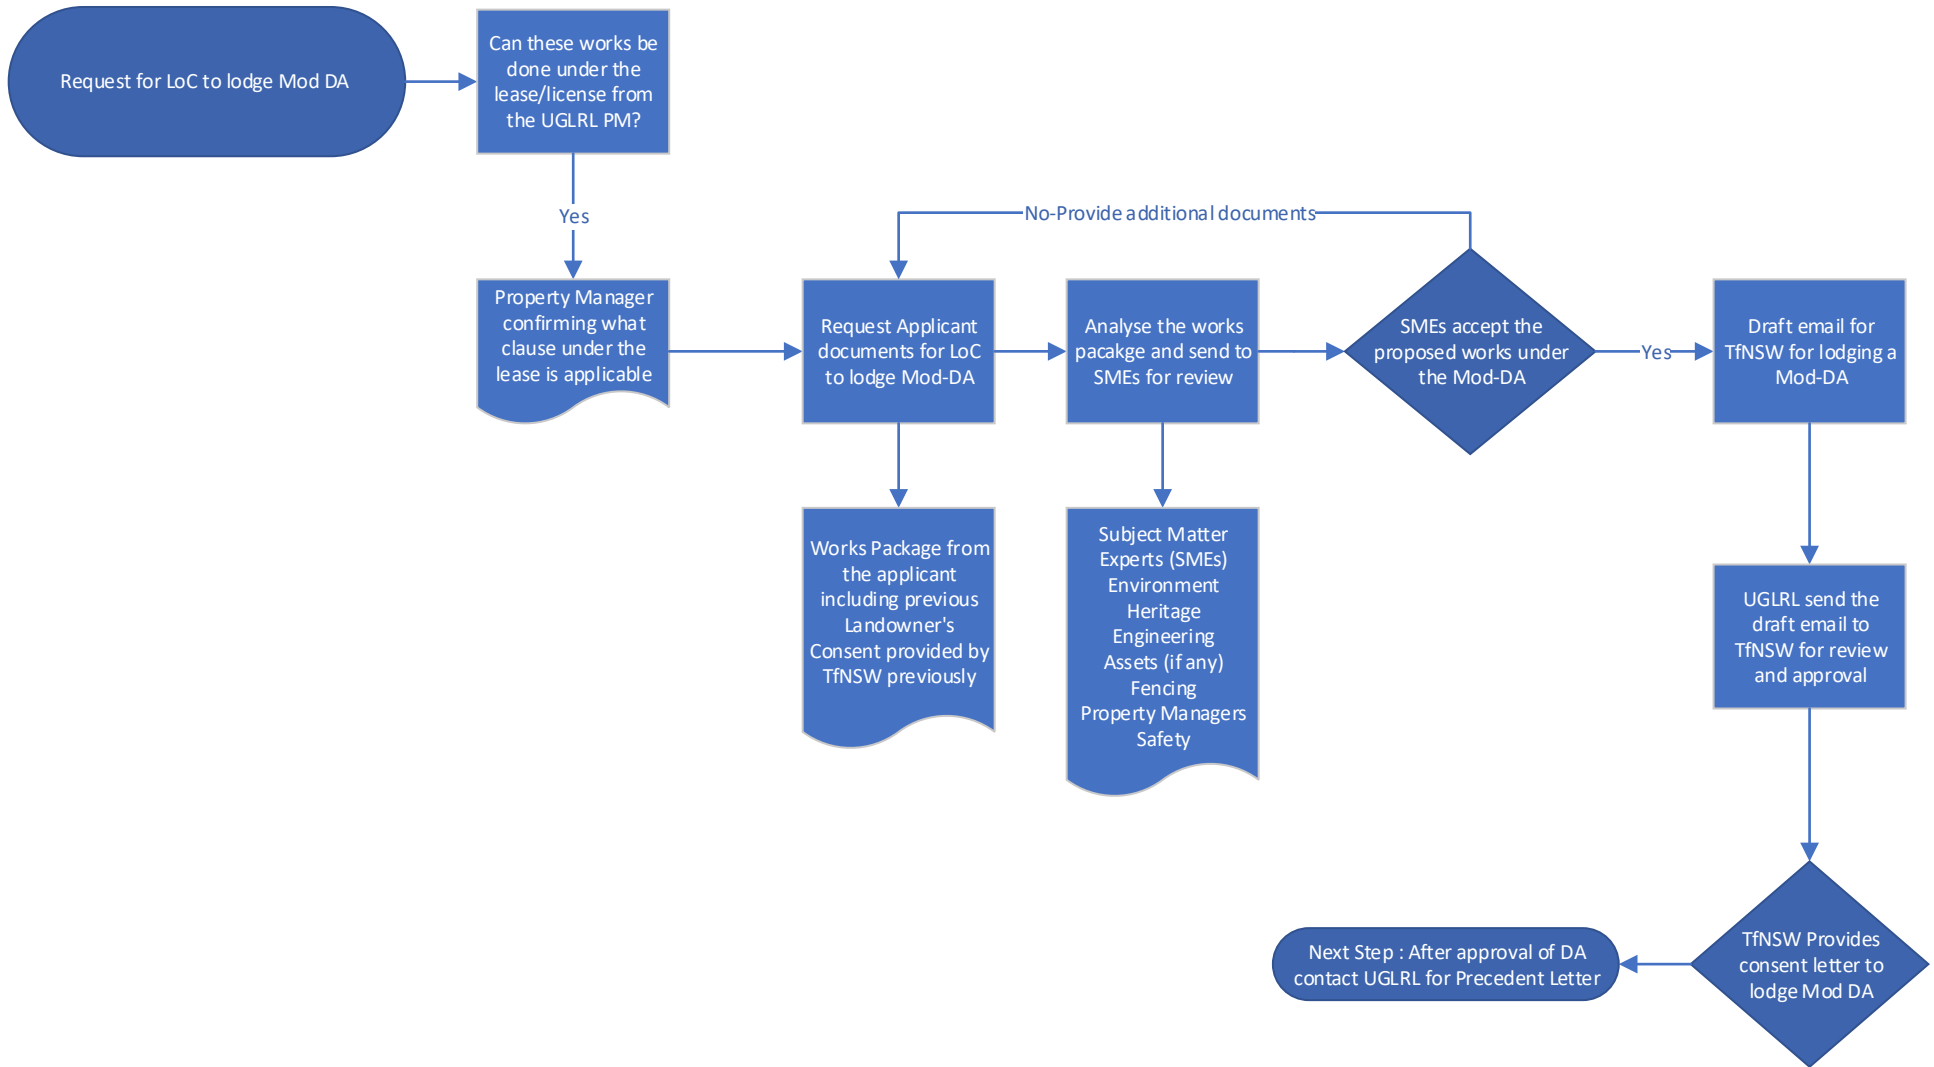 Request for LoC to lodge Mod DA
Can these works be
done under the
lease/license from
the UGLRL PM?
Yes
No-Provide additional documents
Property Manager
confirming what
clause under the
lease is applicable
Request Applicant
documents for LoC
to lodge Mod-DA
Analyse the works
pacakge and send to
SMEs for review
SMEs accept the
proposed works under
the Mod-DA
Yes
Draft email for
TfNSW for lodging a
Mod-DA
Works Package from
the applicant
including previous
Landowner's
Consent provided by
TfNSW previously
Subject Matter
Experts (SMEs)
Environment
Heritage
Engineering
Assets (if any)
Fencing
Property Managers
Safety
UGLRL send the
draft email to
TfNSW for review
and approval
TfNSW Provides
consent letter to
lodge Mod DA
Next Step : After approval of DA
contact UGLRL for Precedent Letter